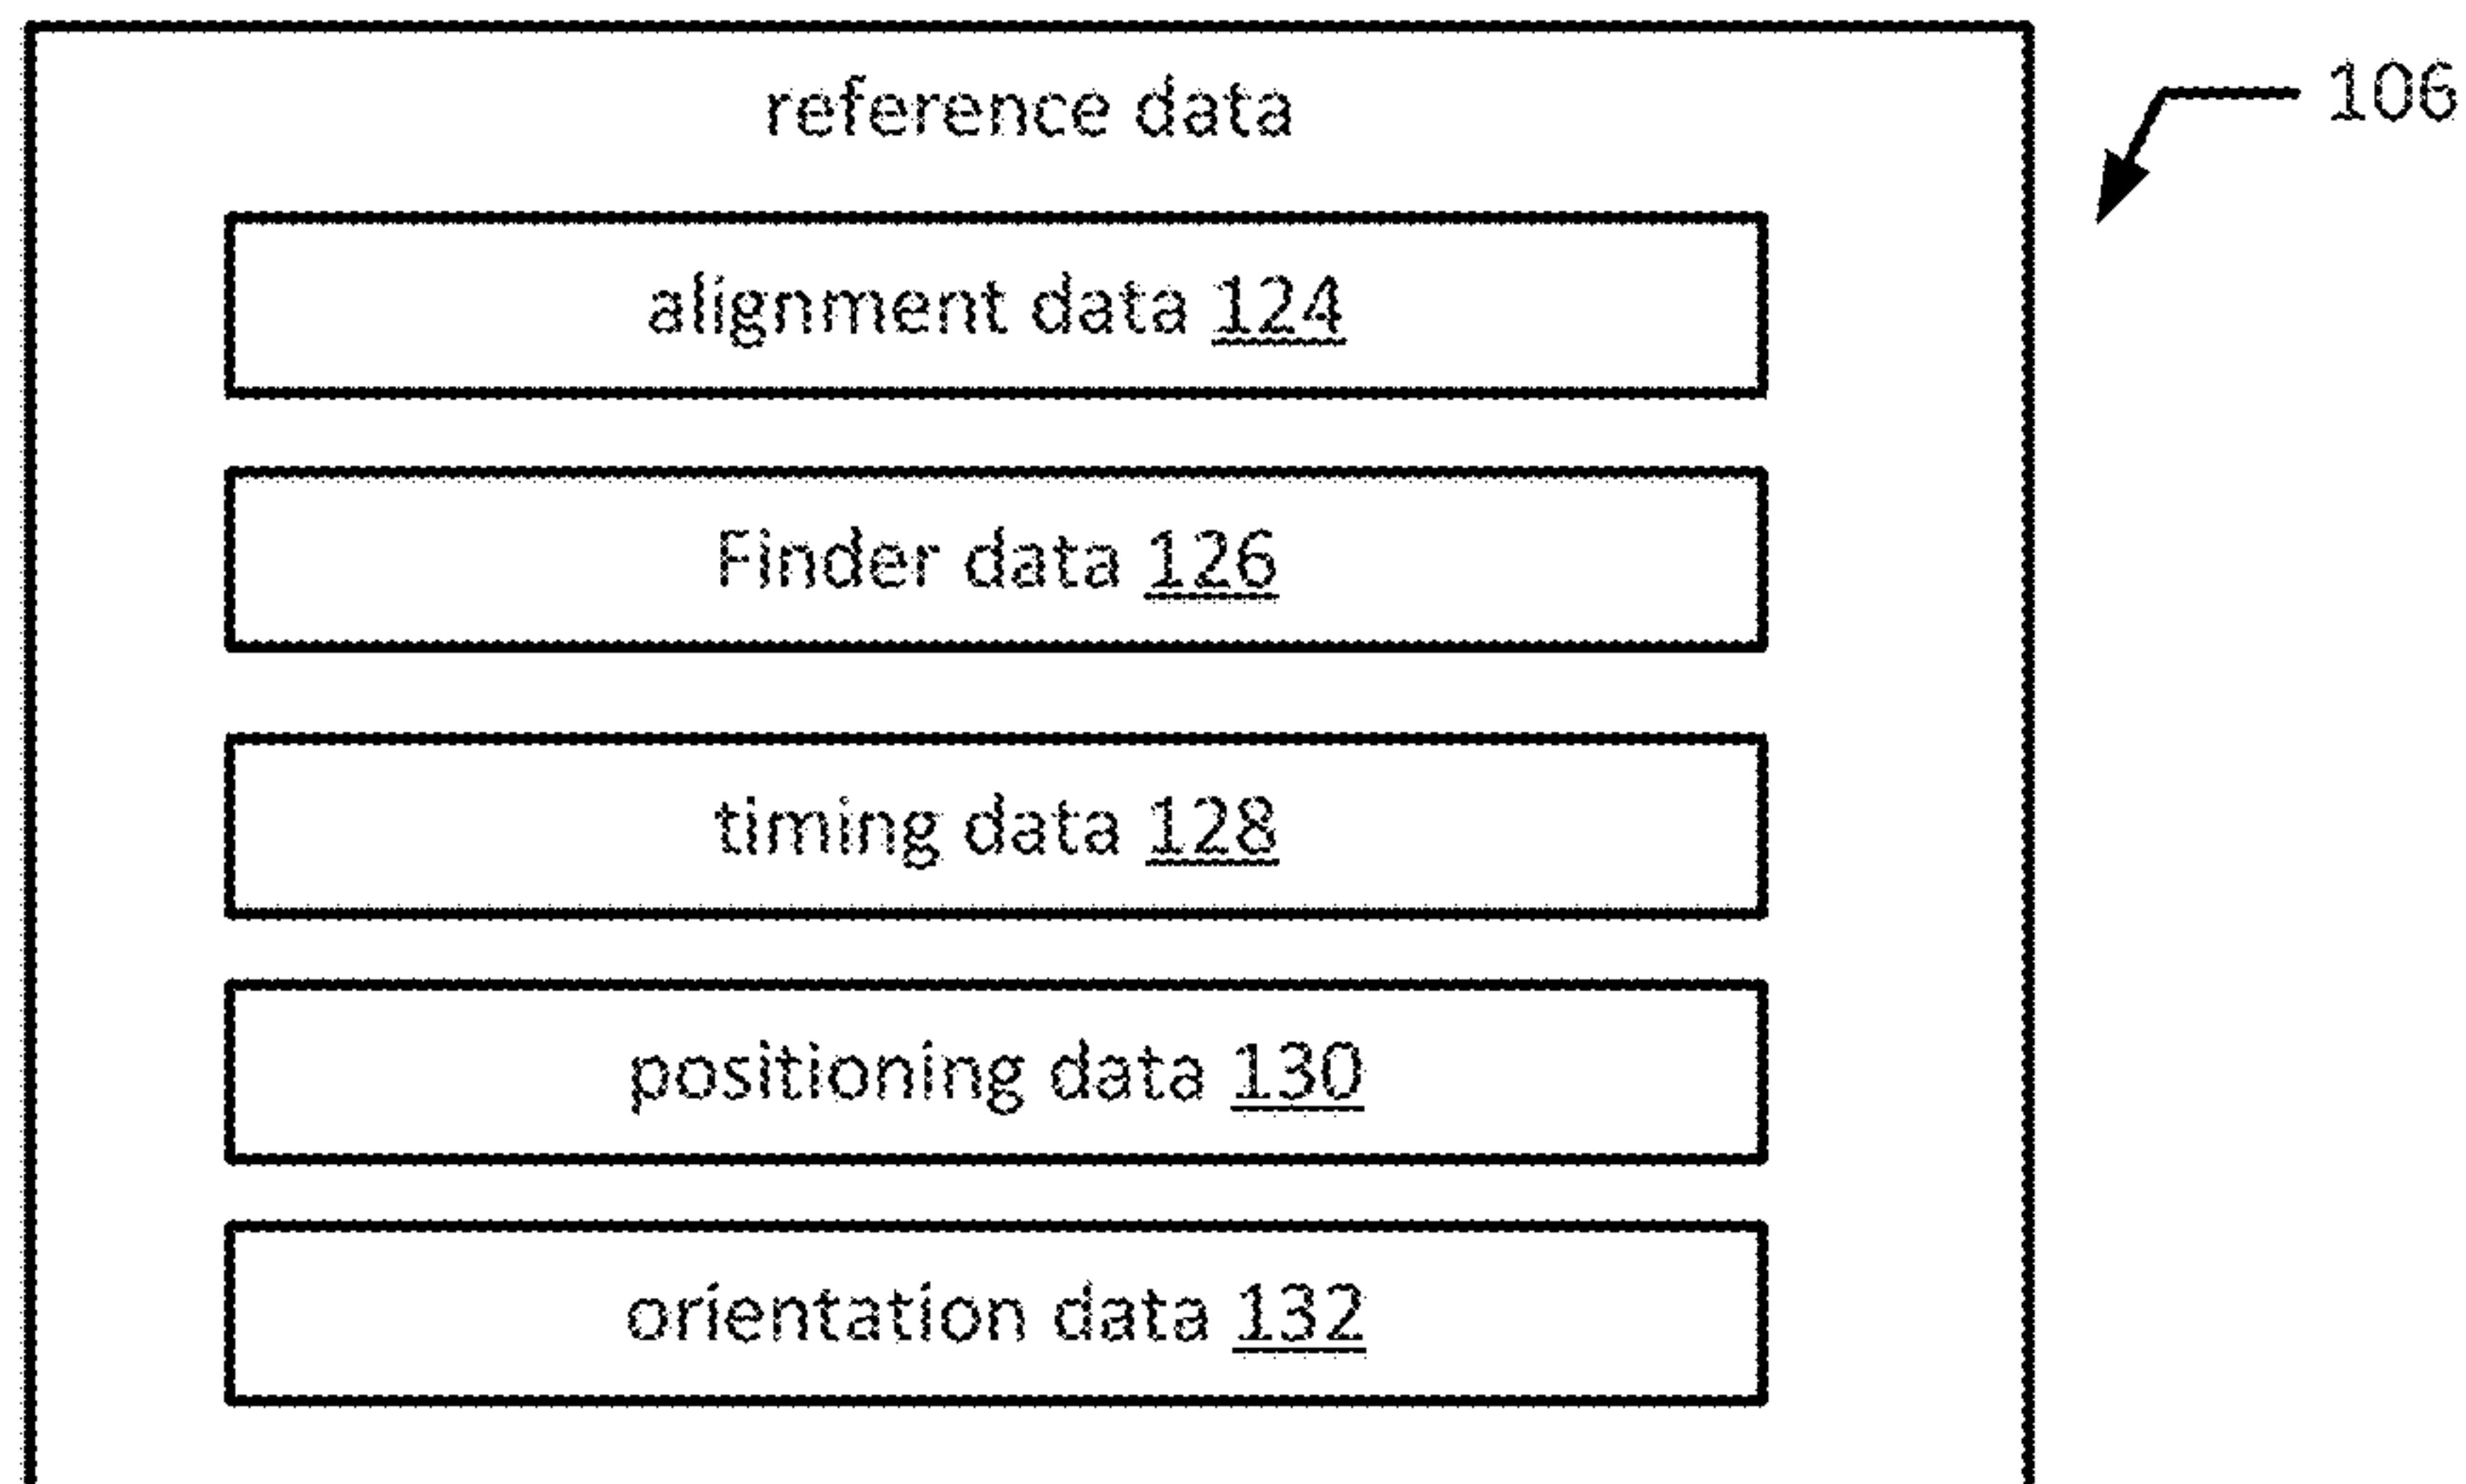 reference data
106
alignment data 124
Finder data 126
timing data 128
positioning data 130
orientation data 132